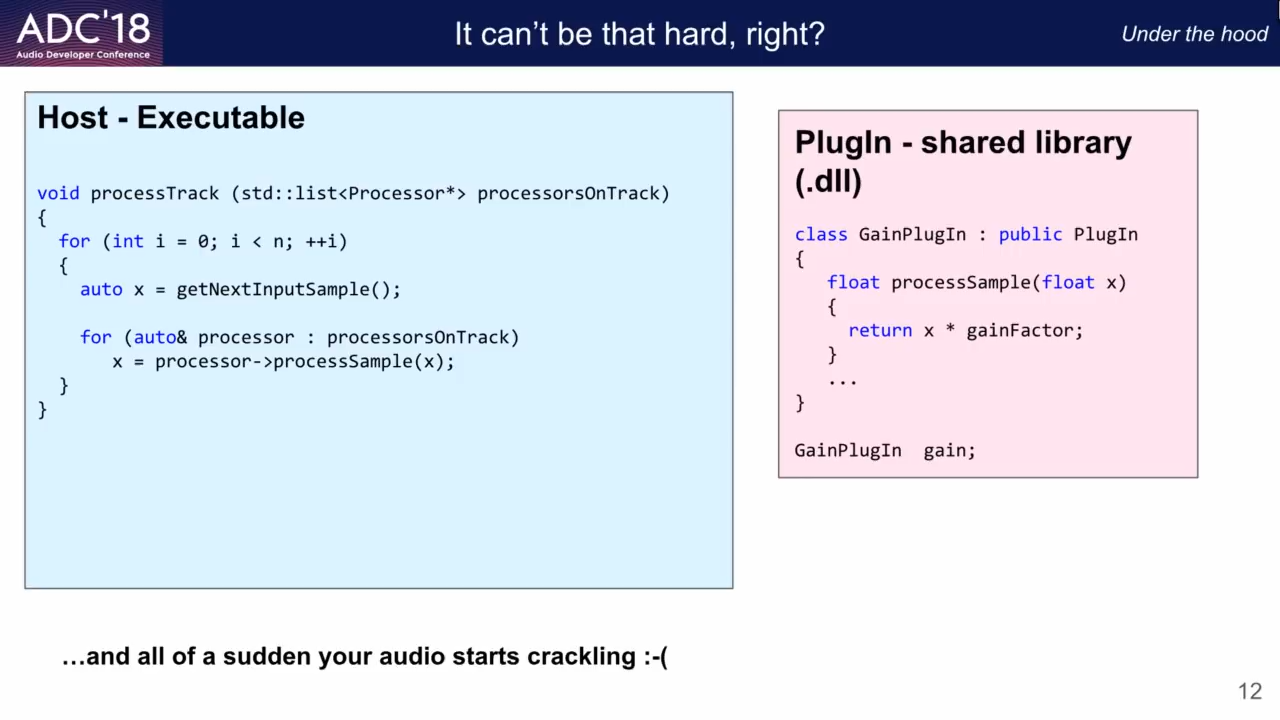 ADC'18
Audio Developer Conference
It can't be that hard, right?
Under the hood
Host - Executable
void processTrack (std::list<Processor*> processorsOnTrack)
{
  for (int i = 0; i < n; ++i)
  {
    auto x = getNextInputSample();

    for (auto& processor : processorsOnTrack)
       x = processor->processSample(x);
  }
}
PlugIn - shared library
(.dll)
class GainPlugIn : public PlugIn
{
   float processSample(float x)
   {
     return x * gainFactor;
   }
   ...
}

GainPlugIn  gain;
…and all of a sudden your audio starts crackling :-(
12